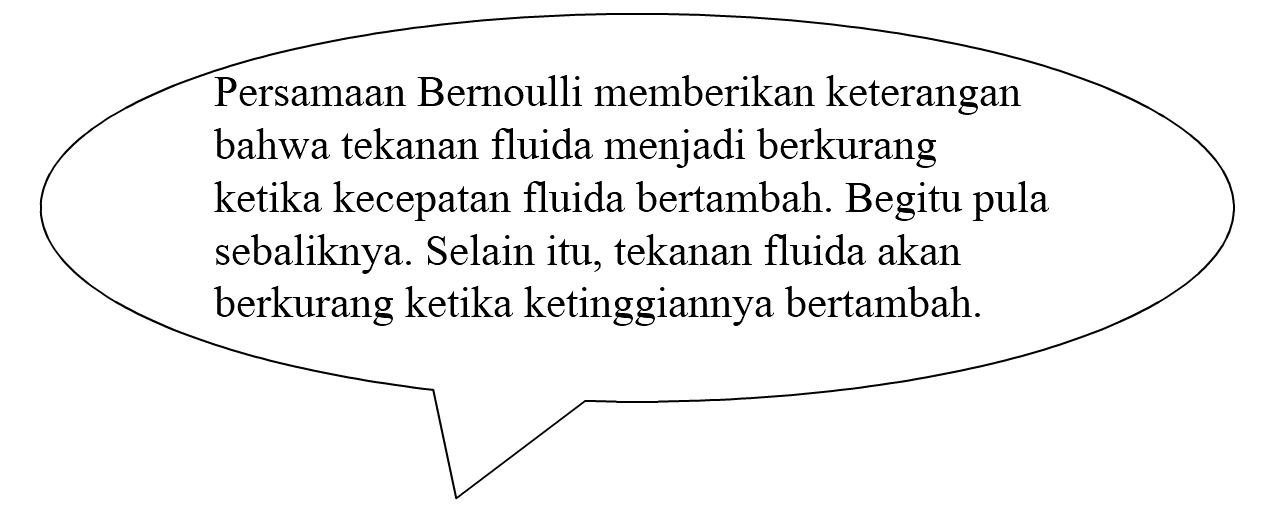 Persamaan Bernoulli memberikan keterangan
bahwa tekanan fluida menjadi berkurang
ketika kecepatan fluida bertambah. Begitu pula
sebaliknya. Selain itu, tekanan fluida akan
berkurang ketika ketinggiannya bertambah.